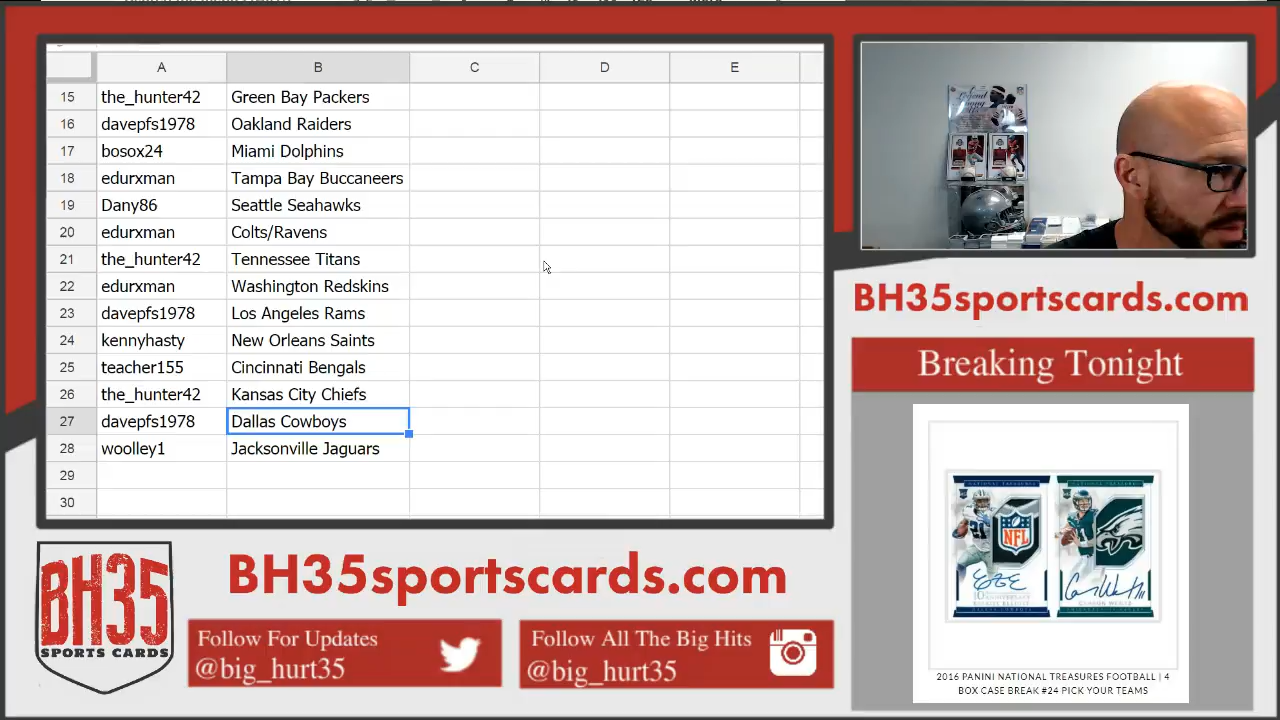 A B C D E
15 the_hunter42 Green Bay Packers
16 davepfs1978 Oakland Raiders
17 bosox24 Miami Dolphins
18 edurxman Tampa Bay Buccaneers
19 Dany86 Seattle Seahawks
20 edurxman Colts/Ravens
21 the_hunter42 Tennessee Titans
22 edurxman Washington Redskins
23 davepfs1978 Los Angeles Rams
24 kennyhasty New Orleans Saints
25 teacher155 Cincinnati Bengals
26 the_hunter42 Kansas City Chiefs
27 davepfs1978 Dallas Cowboys
28 woolley1 Jacksonville Jaguars
29
30
BH35sportscards.com
Breaking Tonight
NATIONAL TREASURES NATIONAL TREASURES
NFL
2016 PANINI NATIONAL TREASURES FOOTBALL | 4
BOX CASE BREAK #24 PICK YOUR TEAMS
BH35
SPORTS CARDS
BH35sportscards.com
Follow For Updates
@big_hurt35
Follow All The Big Hits
@big_hurt35